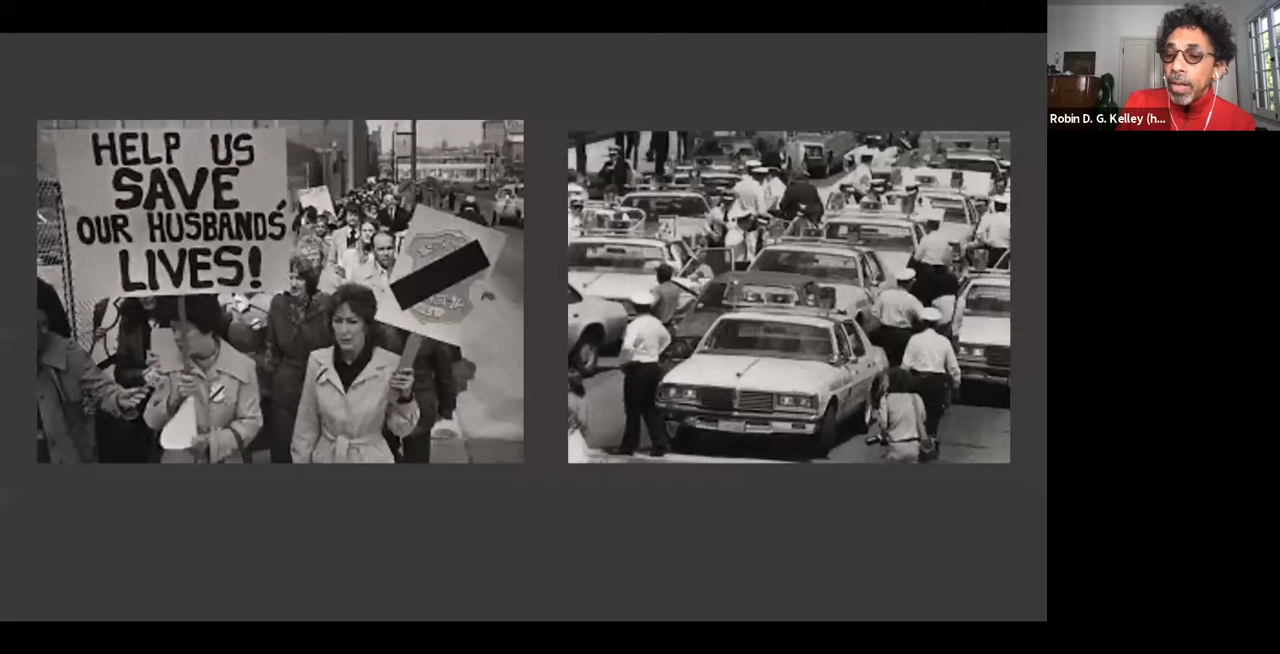 HELP US
SAVE
OUR HUSBANDS'
LIVES!
Robin D. G. Kelley (h...